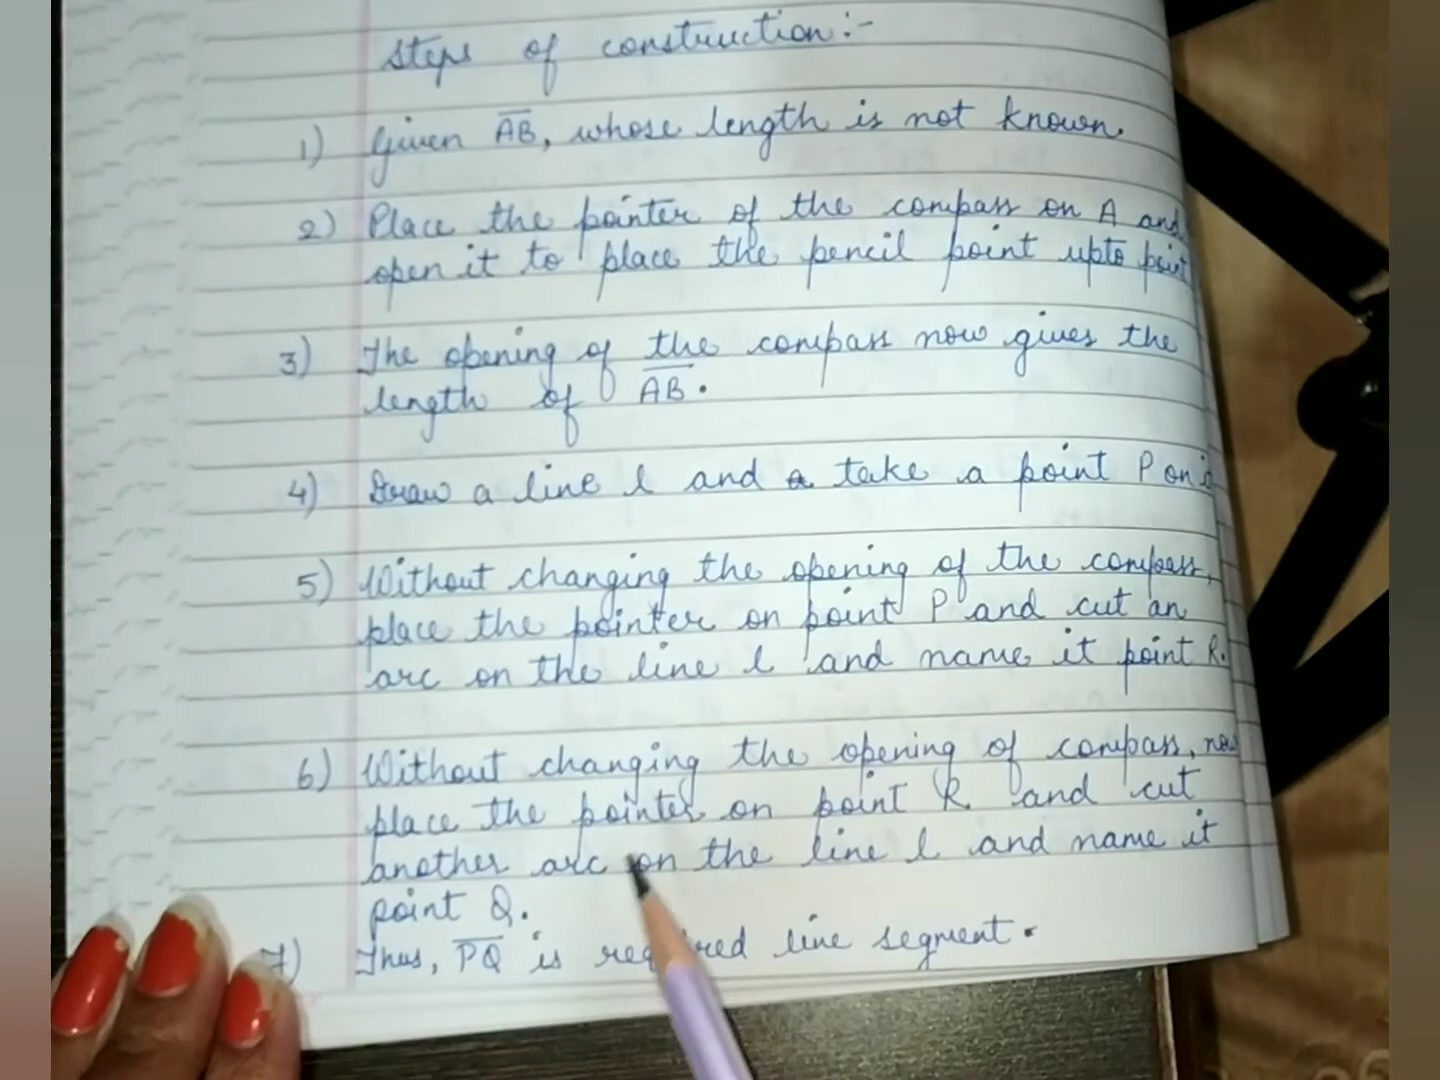 steps of construction:-
1) Given AB, whose length is not known.
2) Place the pointer of the compass on A and
open it to place the pencil point upto point
3) The opening of the compass now gives the
length of AB.
4) Draw a line l and a take a point P on
5) Without changing the opening of the compass,
place the pointer on point P and cut an
arc on the line l and name it point R.
6) Without changing the opening of compass, now
place the pointer on point R and cut
another arc on the line l and name it
point Q.
7) Thus, PQ is required line segment.